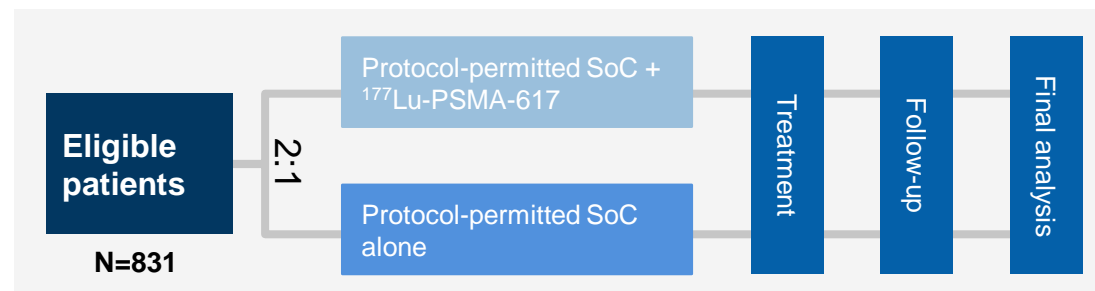 Eligible
patients
N=831
2:1
Protocol-permitted SoC +
¹⁷⁷Lu-PSMA-617
Protocol-permitted SoC
alone
Treatment
Follow-up
Final analysis